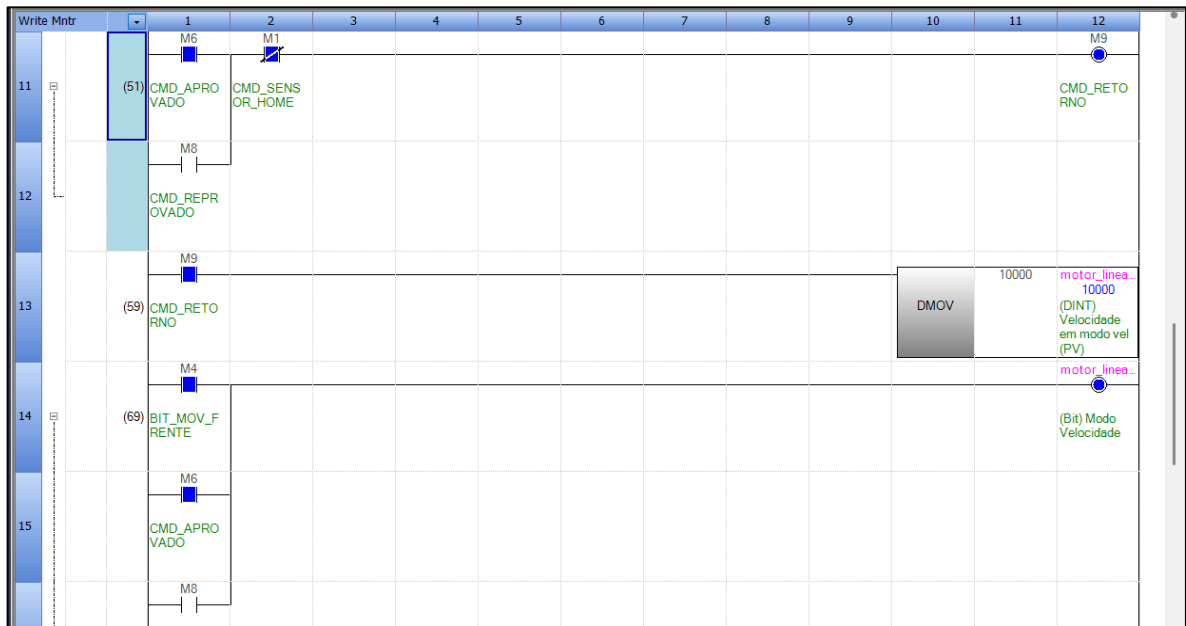 Write Mntr 1 2 3 4 5 6 7 8 9 10 11 12
M6 M1 M9
11 (51) CMD_APRO CMD_SENS CMD_RETO
VADO OR_HOME RNO
M8
12 CMD_REPR
OVADO
M9
10000 motor_linea...
10000
13 (59) CMD_RETO DMOV (DINT)
RNO Velocidade
em modo vel
(PV)
M4 motor_linea...
14 (69) BIT_MOV_F (Bit) Modo
RENTE Velocidade
M6
15 CMD_APRO
VADO
M8